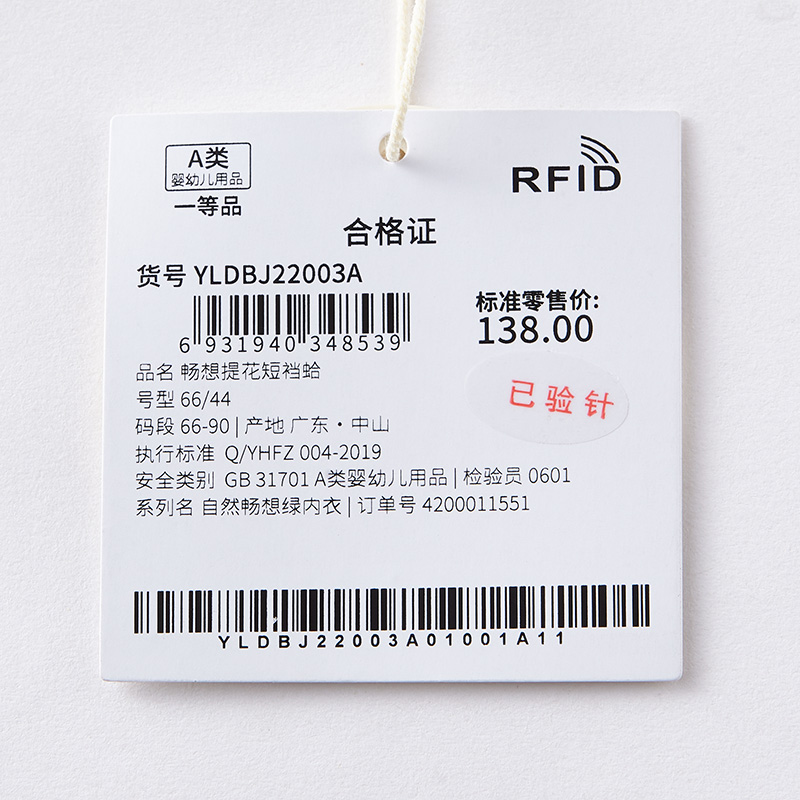 A类
婴幼儿用品
一等品
RFID
合格证
货号 YLDBJ22003A
6 931940 348539
标准零售价:
138.00
已验针
品名 畅想提花短裆蛤
号型 66/44
码段 66-90 | 产地 广东·中山
执行标准 Q/YHFZ 004-2019
安全类别 GB 31701 A类婴幼儿用品 | 检验员 0601
系列名 自然畅想绿内衣 | 订单号 4200011551
YLDBJ22003A01001A11